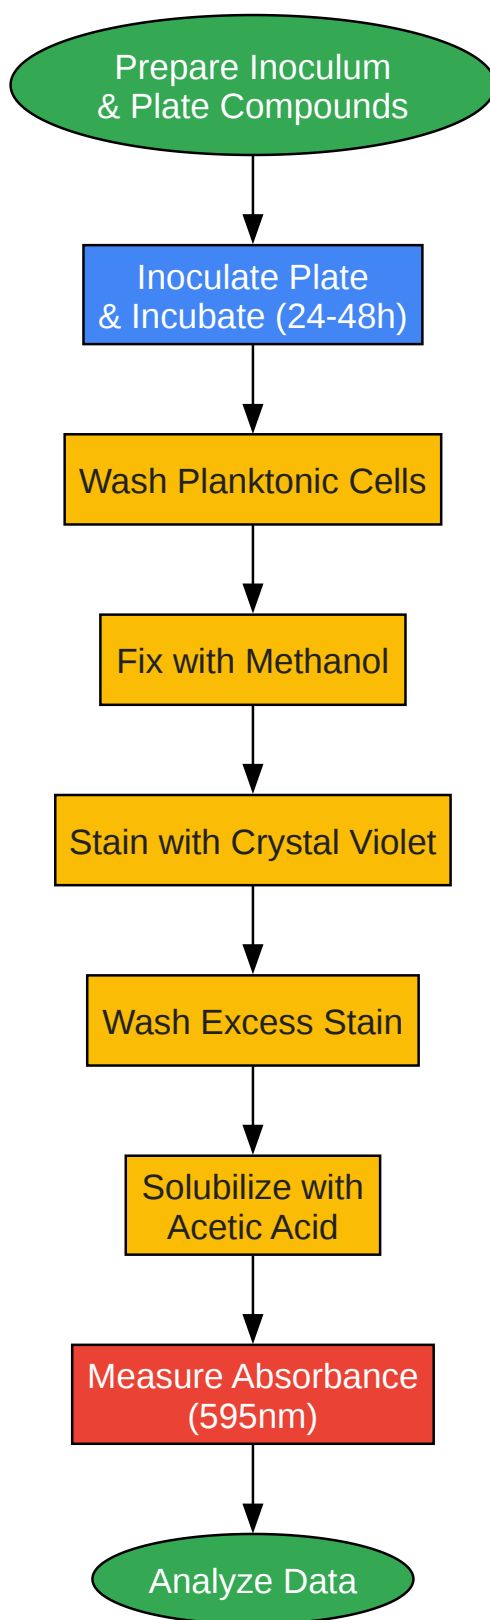 Prepare Inoculum
& Plate Compounds
Inoculate Plate
& Incubate (24-48h)
Wash Planktonic Cells
Fix with Methanol
Stain with Crystal Violet
Wash Excess Stain
Solubilize with
Acetic Acid
Measure Absorbance
(595nm)
Analyze Data